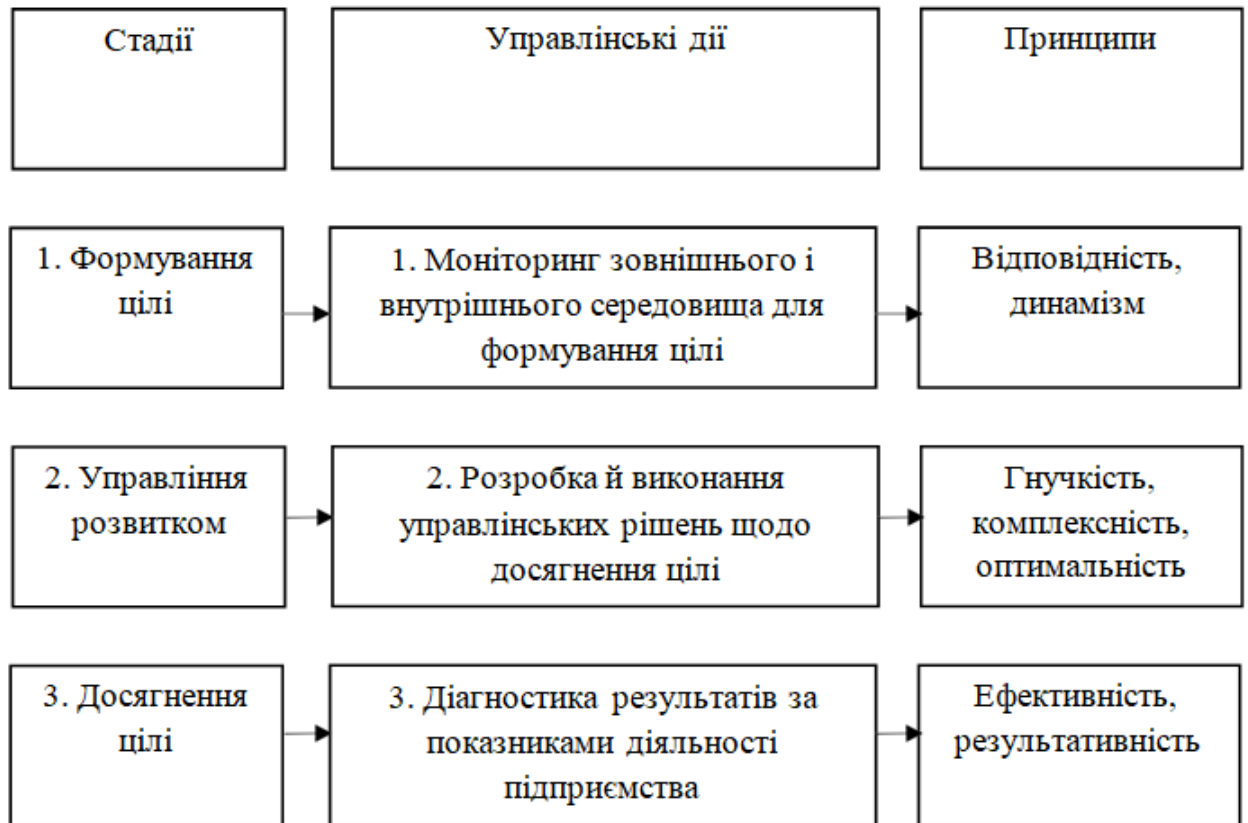 Стадії
Управлінські дії
Принципи
1. Формування
цілі
1. Моніторинг зовнішнього і
внутрішнього середовища для
формування цілі
Відповідність,
динамізм
2. Управління
розвитком
2. Розробка й виконання
управлінських рішень щодо
досягнення цілі
Гнучкість,
комплексність,
оптимальність
3. Досягнення
цілі
3. Діагностика результатів за
показниками діяльності
підприємства
Ефективність,
результативність